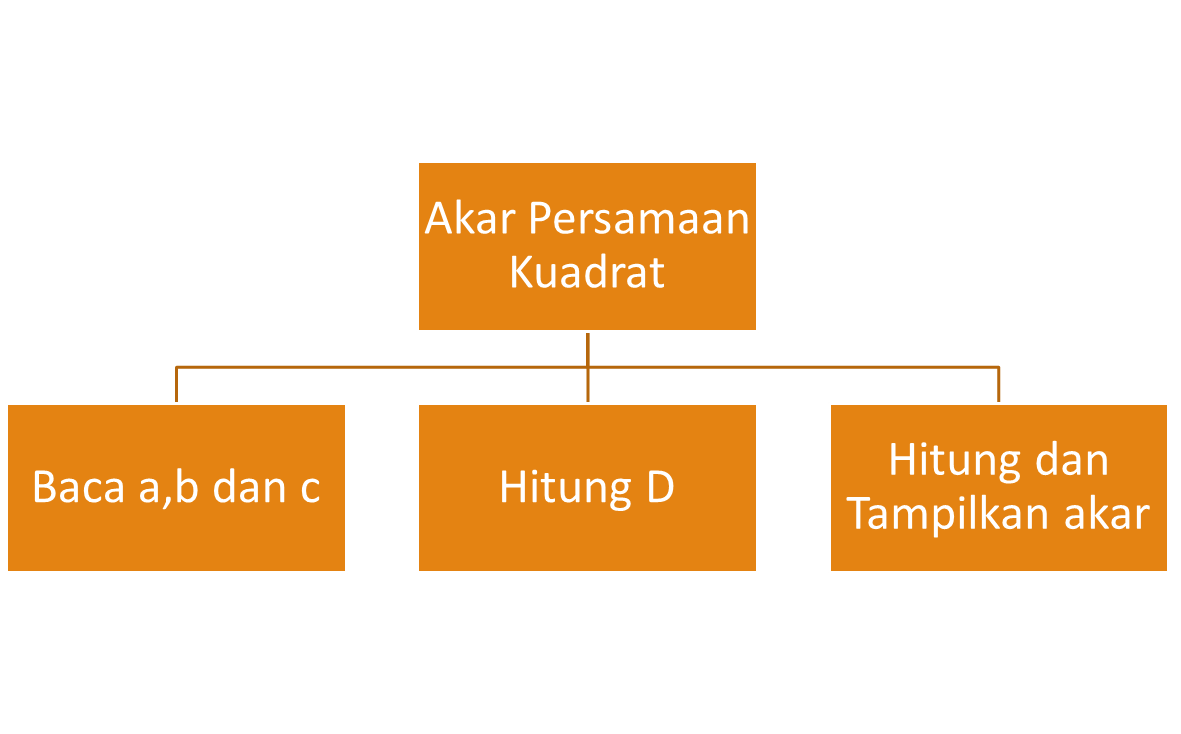 Akar Persamaan
Kuadrat
Baca a,b dan c
Hitung D
Hitung dan
Tampilkan akar